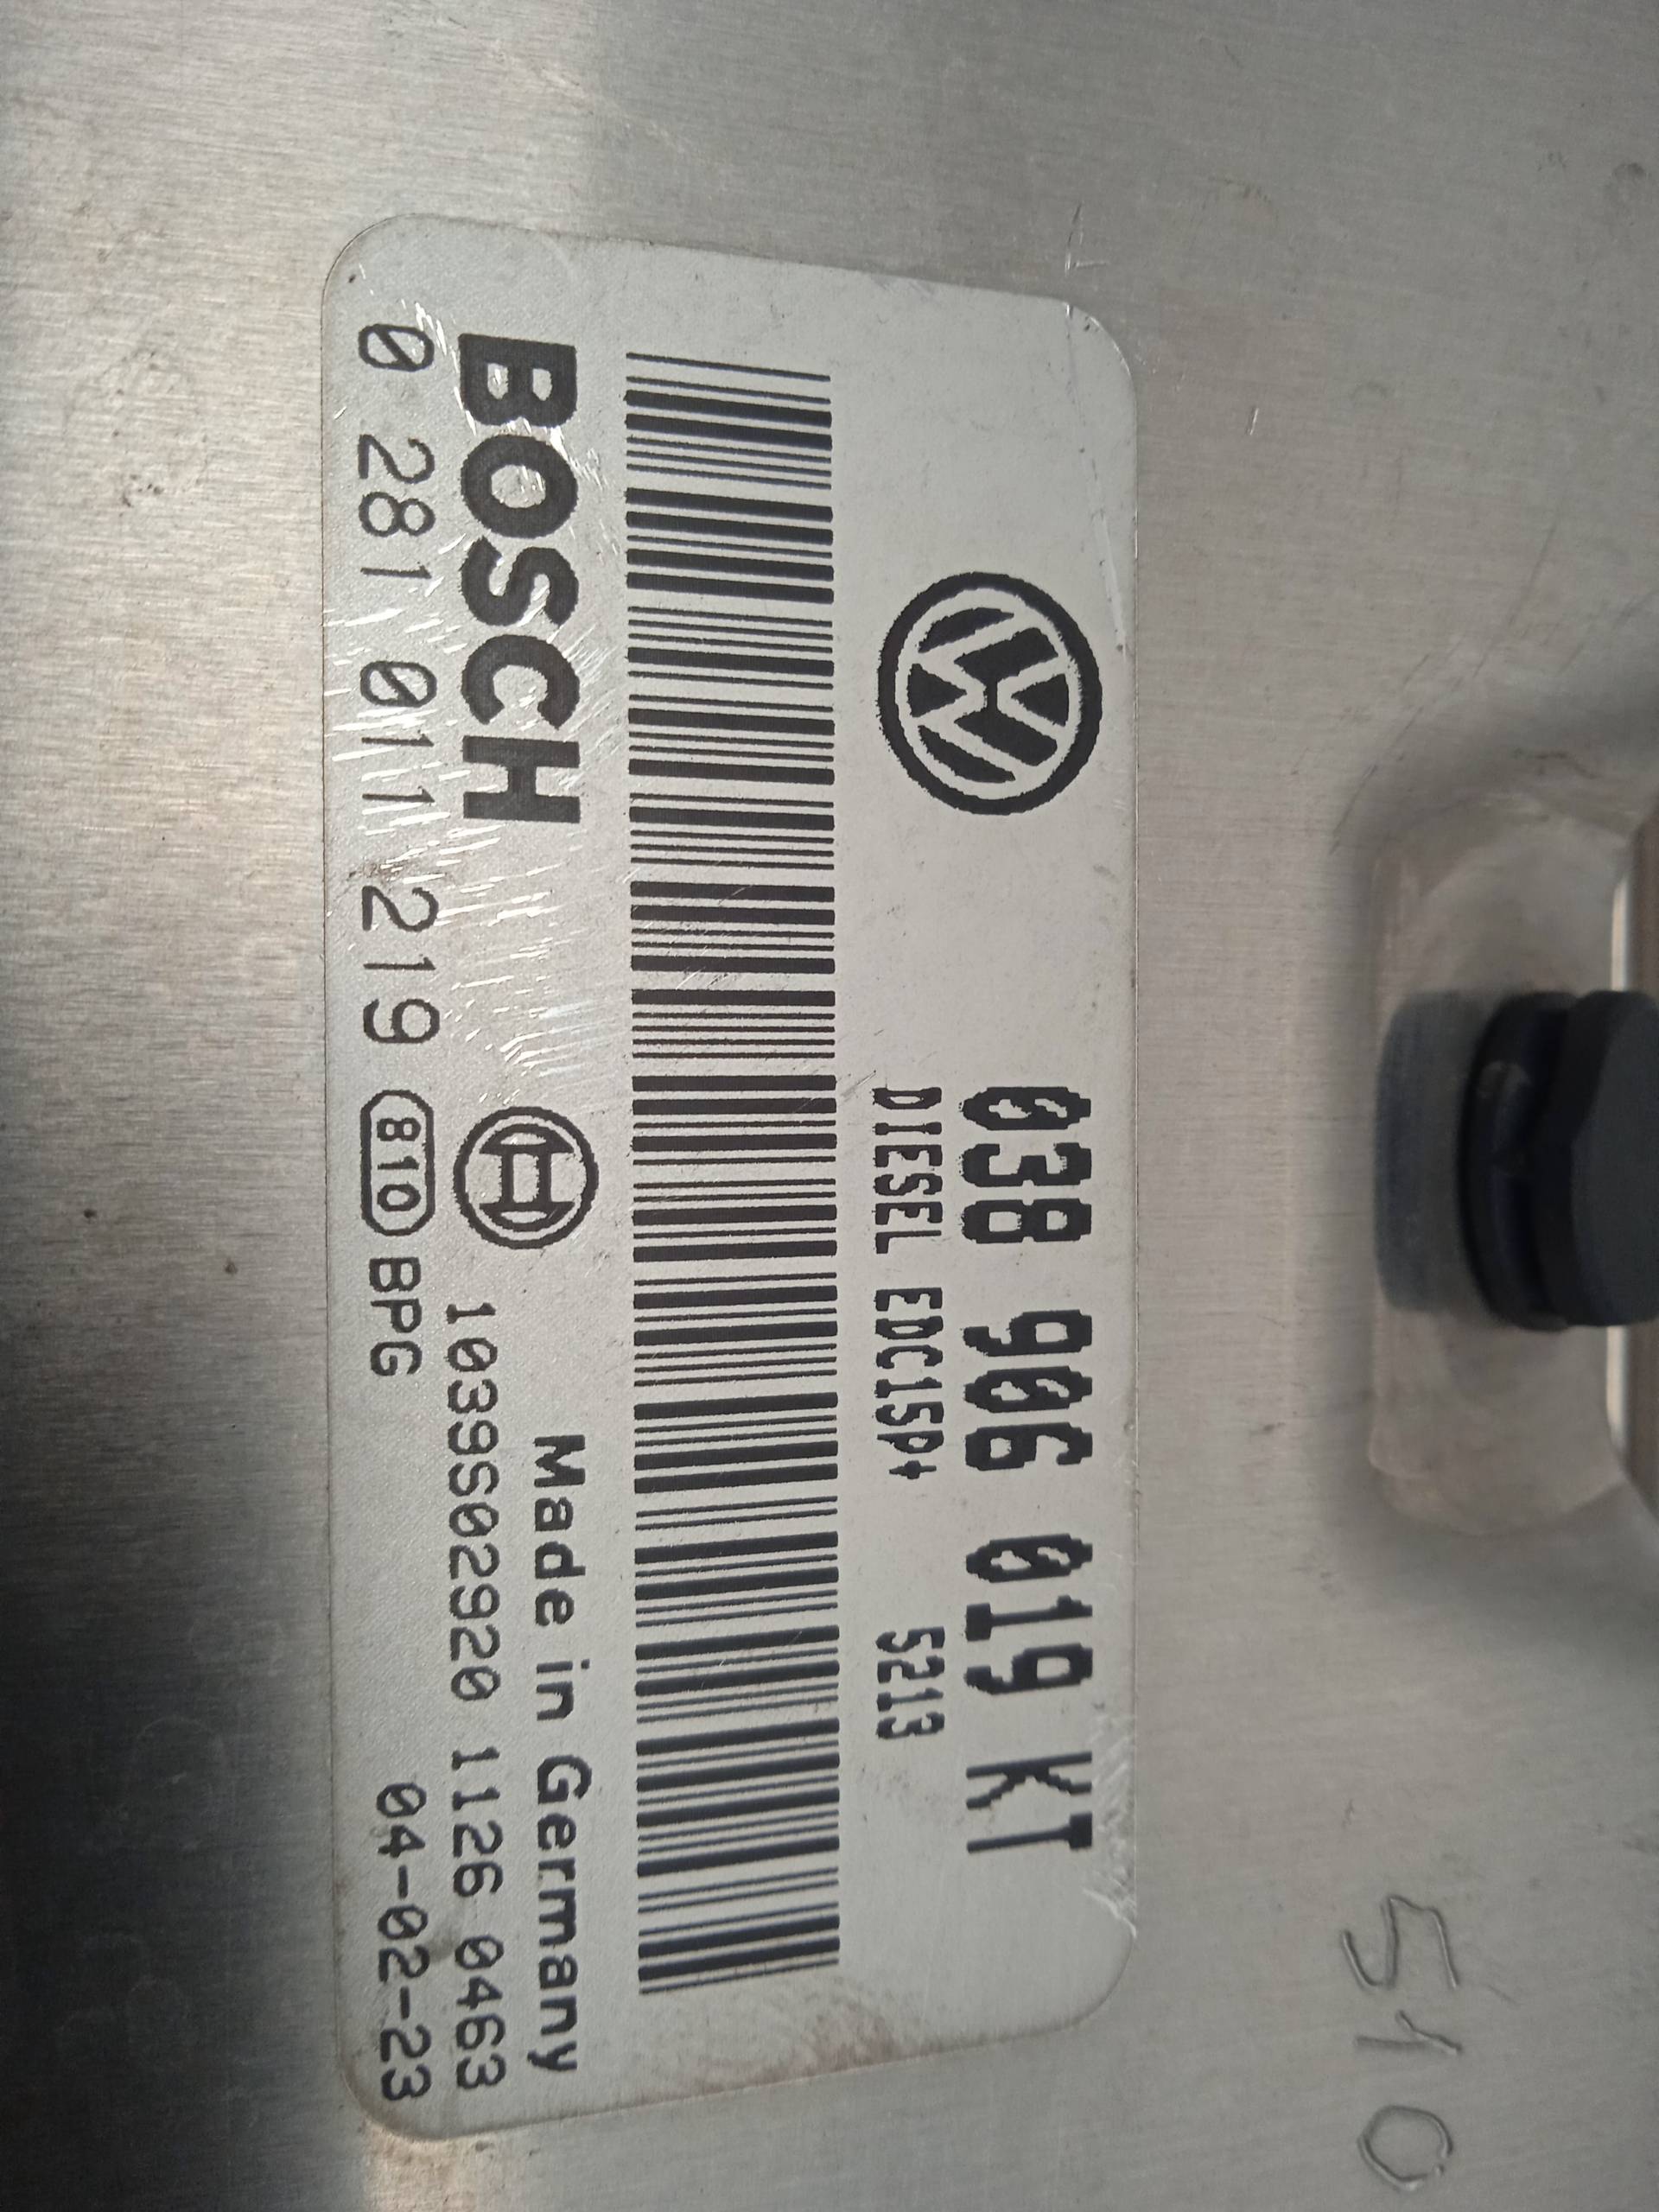 038 906 019 KT
DIESEL EDC15P+ 5213
BOSCH
Made in Germany
1039S02920 1126 0463
0 281 011 219 810 BPG 04-02-23
510